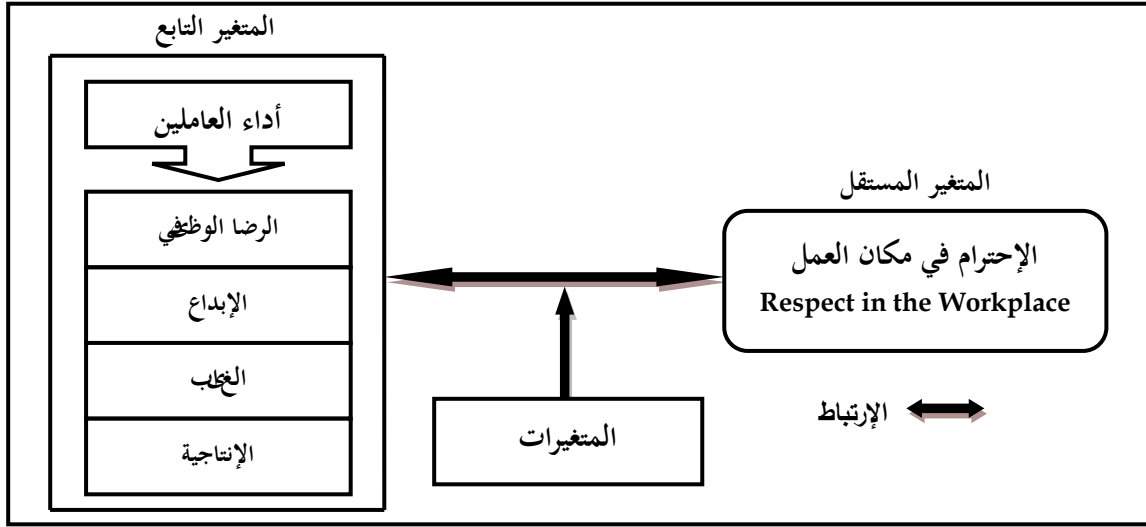 المتغير التابع
أداء العاملين
الرضا الوظيفي
الإبداع
الغياب
الإنتاجية
المتغير المستقل
الإحترام في مكان العمل
Respect in the Workplace
المتغيرات
الإرتباط